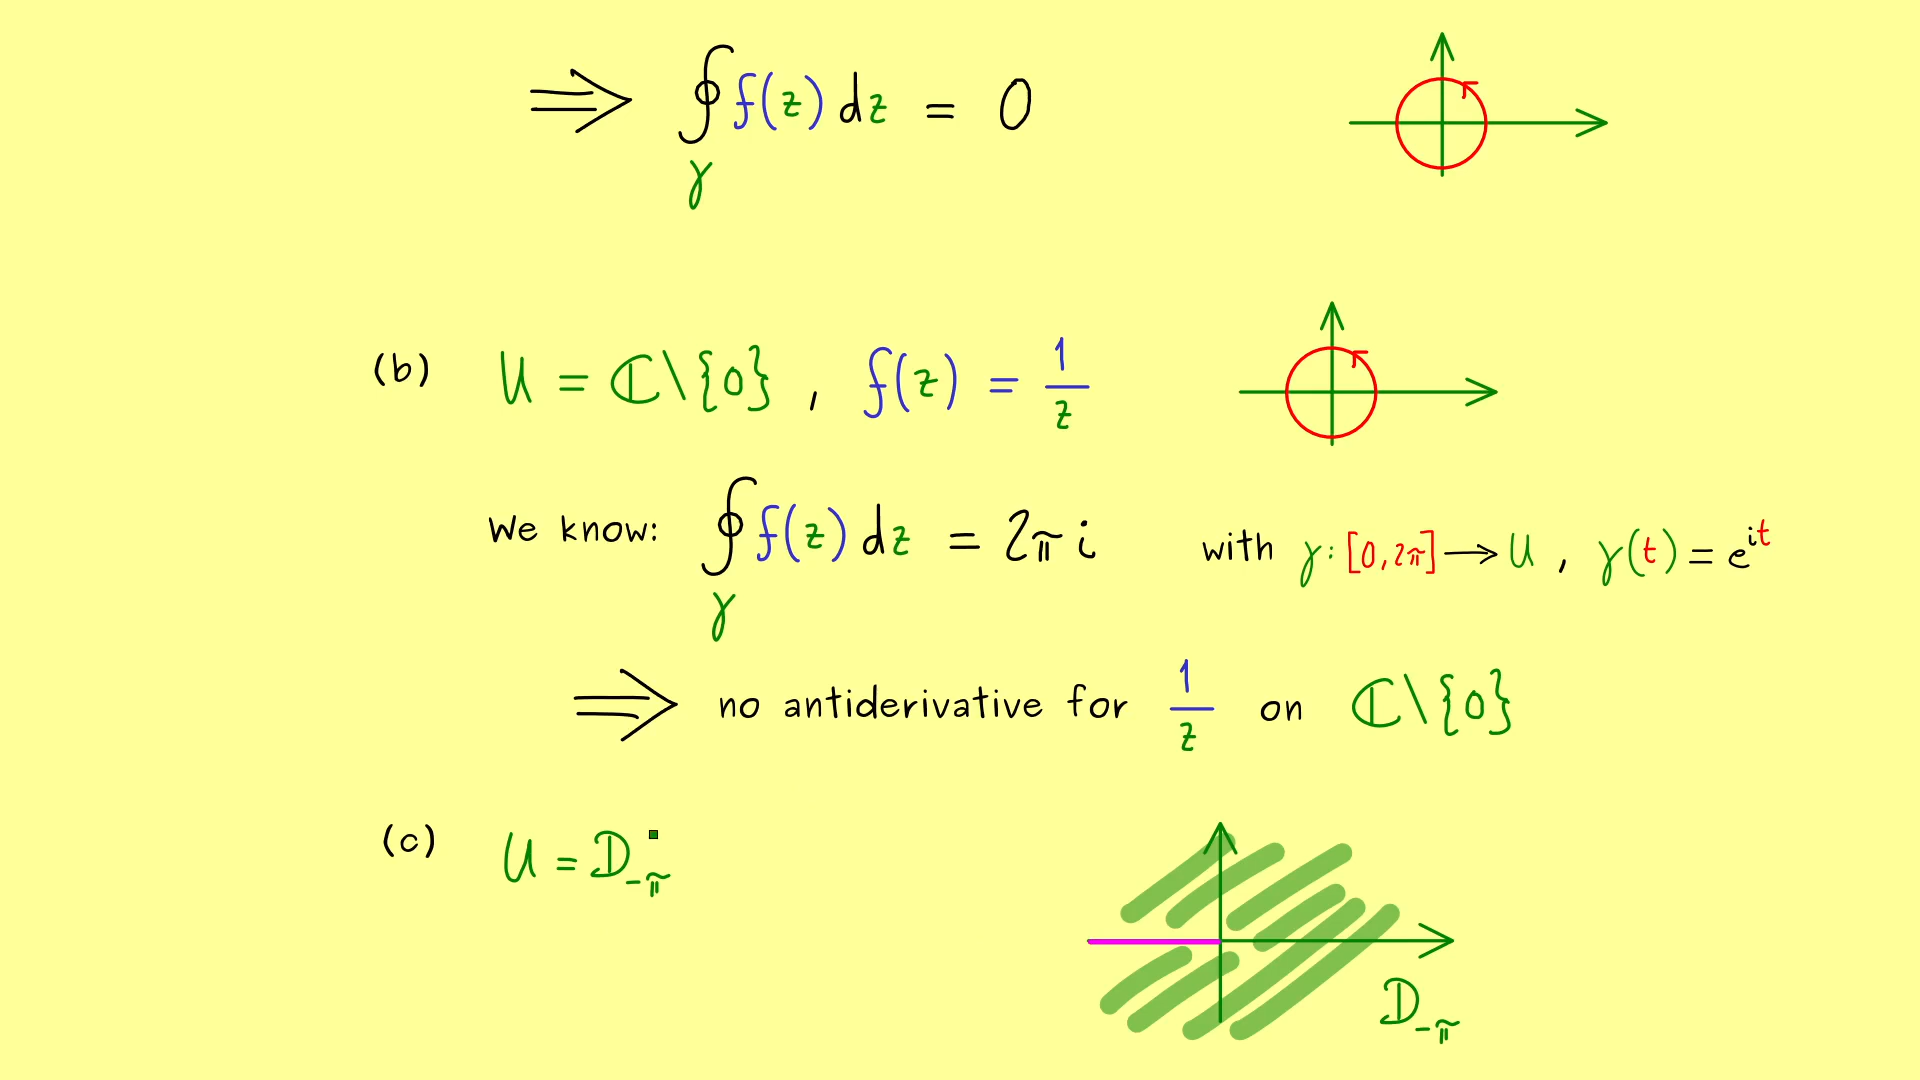 ⟹ ∮_γ f(z) dz = 0
(b) U = ℂ\{0} , f(z) = 1/z
We know: ∮_γ f(z) dz = 2πi with γ: [0, 2π] ⟶ U , γ(t) = e^{it}
⟹ no antiderivative for 1/z on ℂ\{0}
(c) U = D_{-π}
D_{-π}